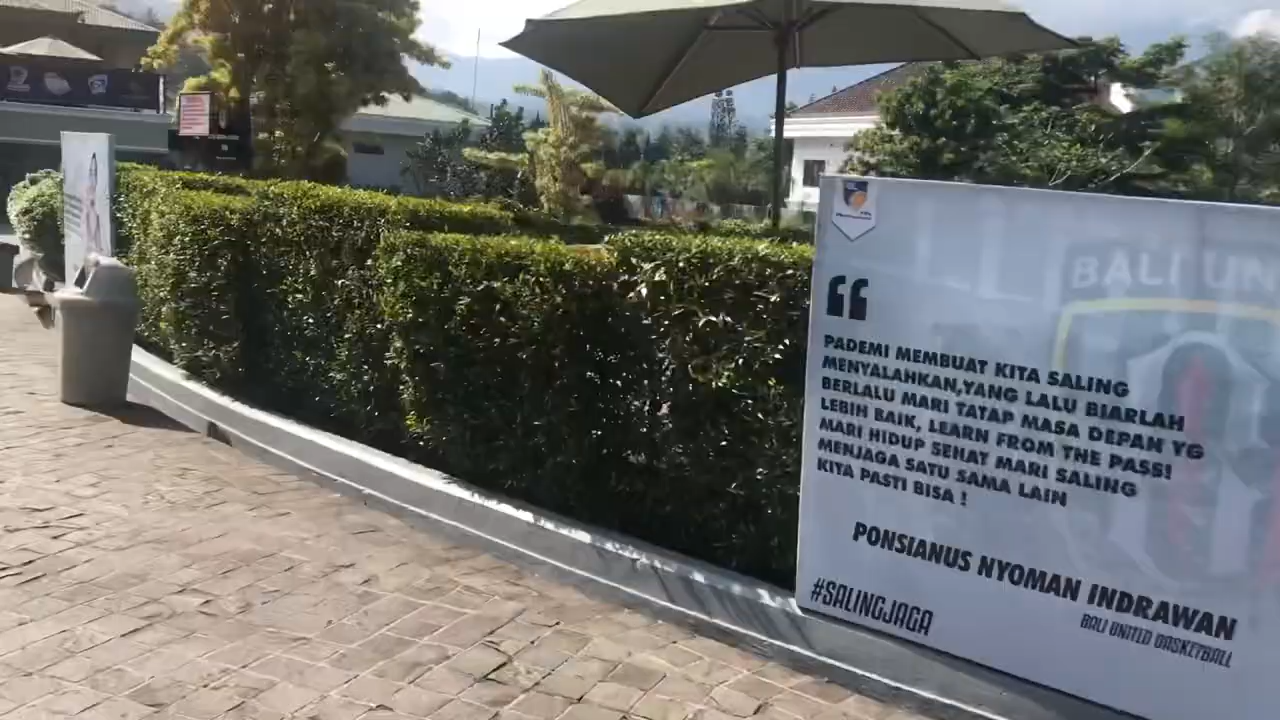 BALI UN
PADEMI MEMBUAT KITA SALING
MENYALAHKAN,YANG LALU BIARLAH
BERLALU MARI TATAP MASA DEPAN YG
LEBIH BAIK, LEARN FROM THE PASS!
MARI HIDUP SEHAT MARI SALING
MENJAGA SATU SAMA LAIN
KITA PASTI BISA !
PONSIANUS NYOMAN INDRAWAN
BALI UNITED BASKETBALL
#SALINGJAGA